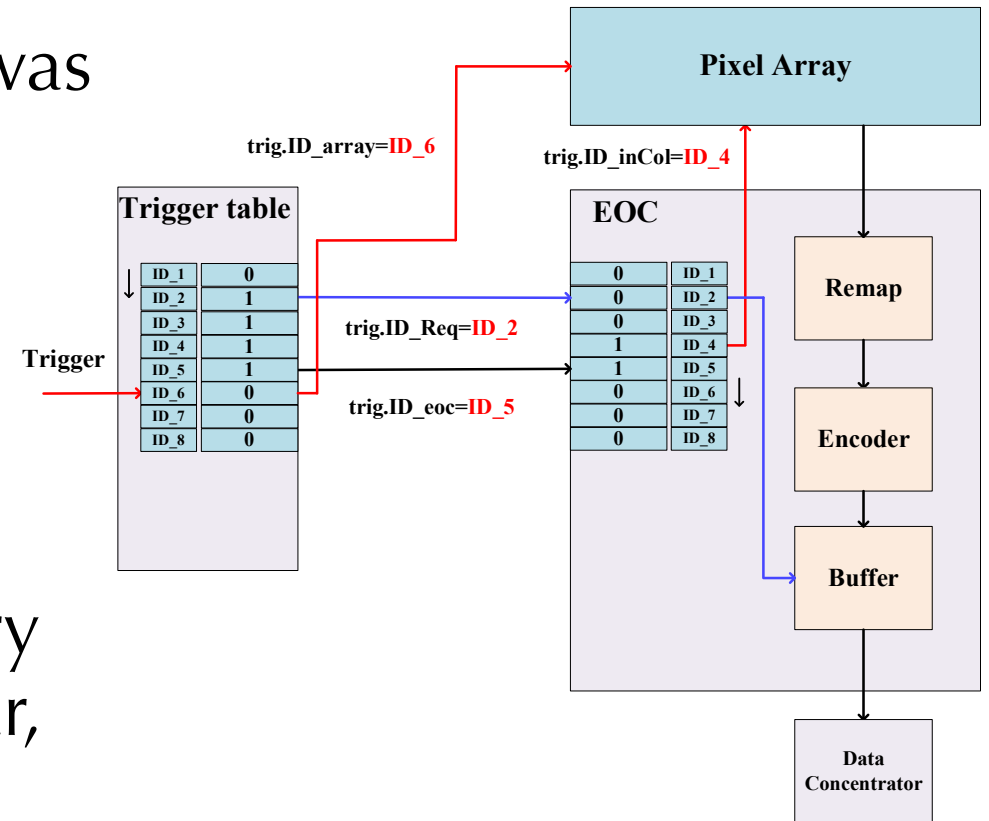 vas
Pixel Array
trig.ID_array=ID_6
trig.ID_inCol=ID_4
Trigger table
ID_1 0
ID_2 1
ID_3 1
ID_4 1
ID_5 1
ID_6 0
ID_7 0
ID_8 0
Trigger
trig.ID_Req=ID_2
trig.ID_eoc=ID_5
EOC
0 ID_1
0 ID_2
0 ID_3
1 ID_4
1 ID_5
0 ID_6
0 ID_7
0 ID_8
Remap
Encoder
Buffer
Data
Concentrator